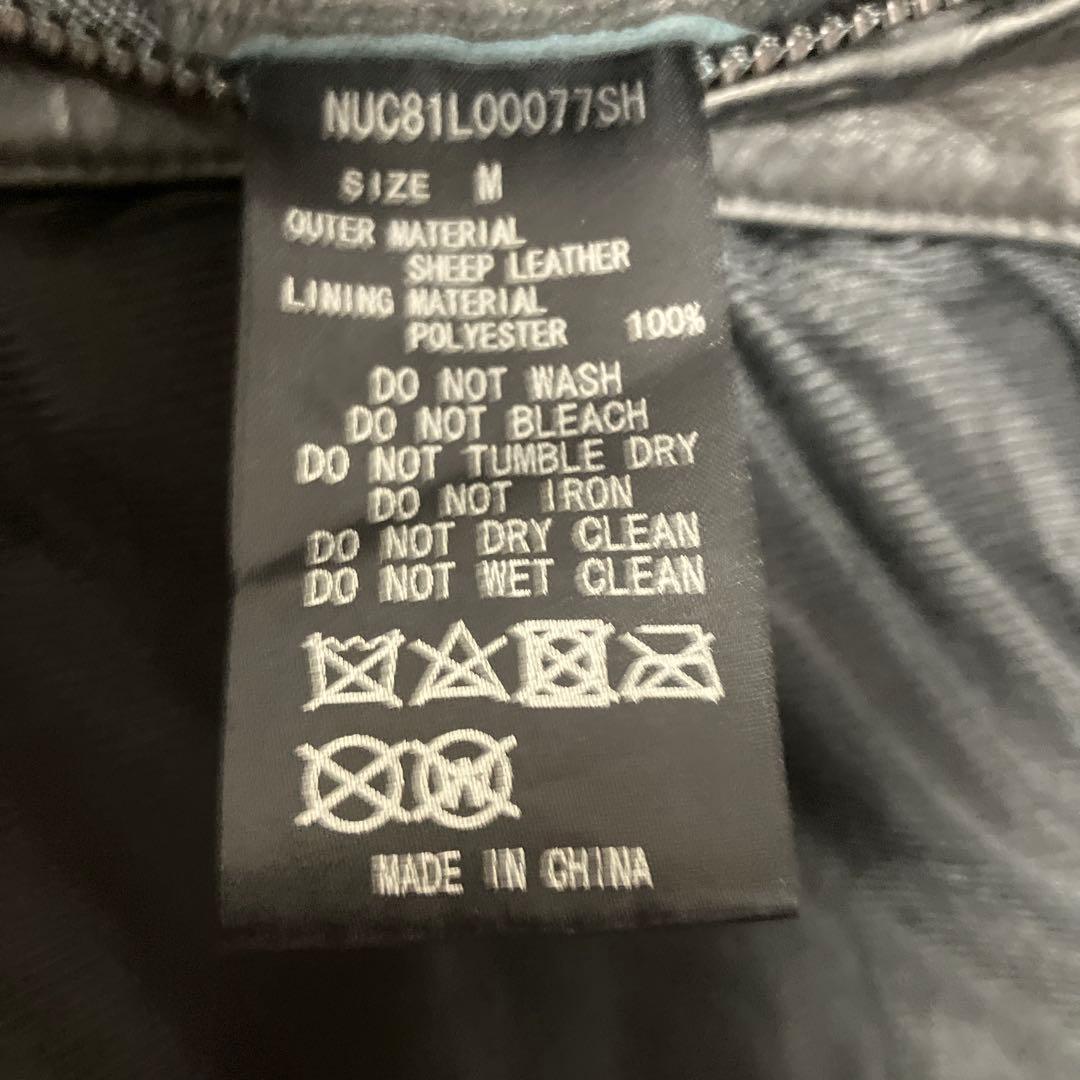 NUC81L00077SH
SIZE M
OUTER MATERIAL
SHEEP LEATHER
LINING MATERIAL
POLYESTER 100%
DO NOT WASH
DO NOT BLEACH
DO NOT TUMBLE DRY
DO NOT IRON
DO NOT DRY CLEAN
DO NOT WET CLEAN
W
MADE IN CHINA